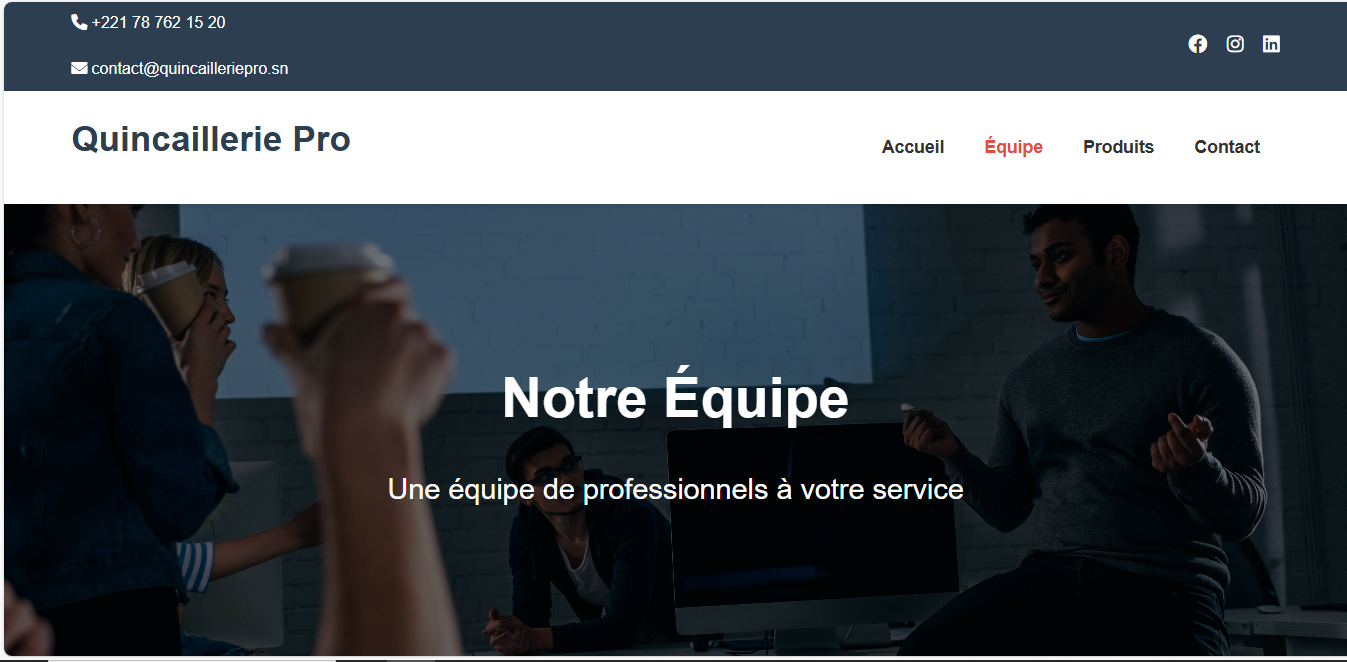 +221 78 762 15 20
contact@quincailleriepro.sn
Quincaillerie Pro
Accueil Équipe Produits Contact
Notre Équipe
Une équipe de professionnels à votre service